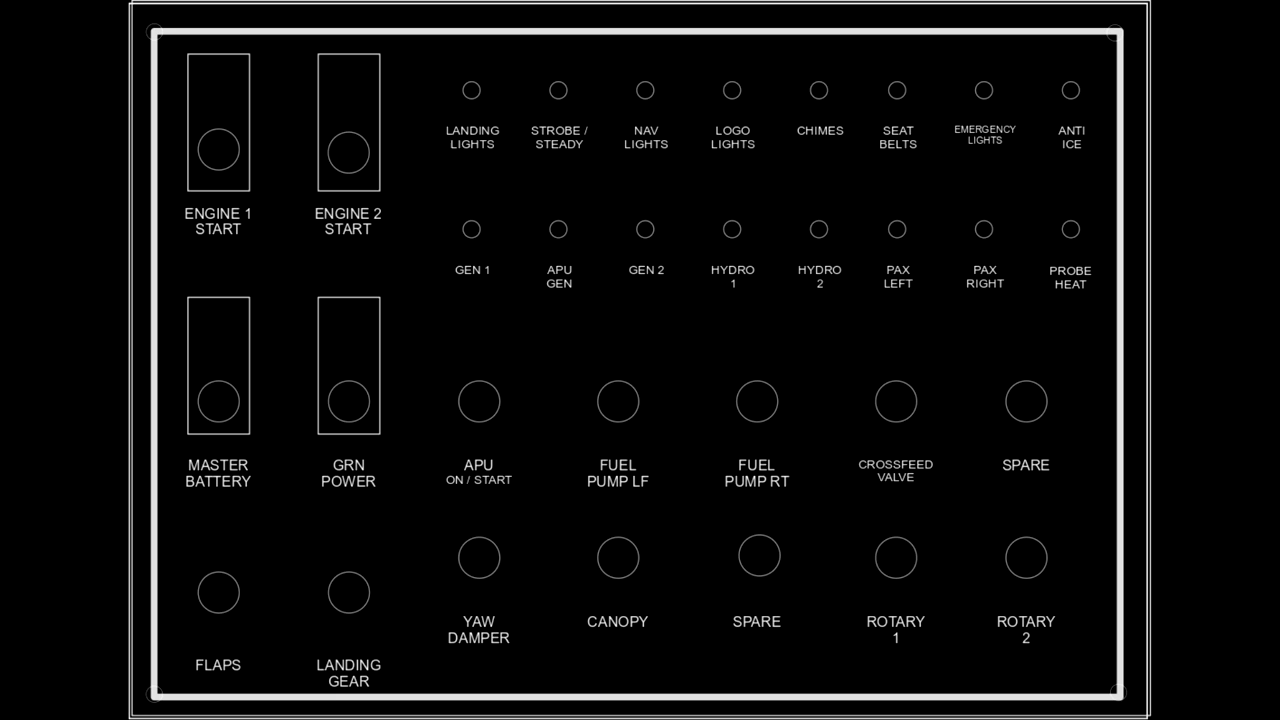 ENGINE 1
START
ENGINE 2
START
LANDING
LIGHTS
STROBE /
STEADY
NAV
LIGHTS
LOGO
LIGHTS
CHIMES
SEAT
BELTS
EMERGENCY
LIGHTS
ANTI
ICE
GEN 1
APU
GEN
GEN 2
HYDRO
1
HYDRO
2
PAX
LEFT
PAX
RIGHT
PROBE
HEAT
MASTER
BATTERY
GRN
POWER
APU
ON / START
FUEL
PUMP LF
FUEL
PUMP RT
CROSSFEED
VALVE
SPARE
YAW
DAMPER
CANOPY
SPARE
ROTARY
1
ROTARY
2
FLAPS
LANDING
GEAR